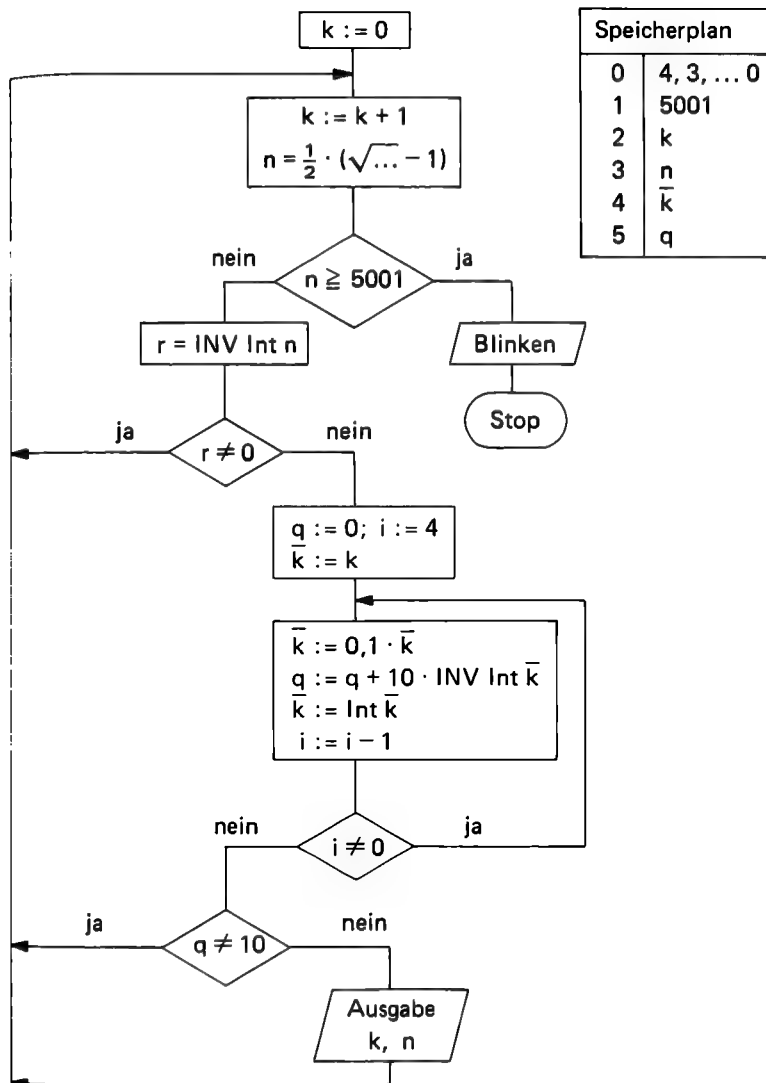 k := 0
Speicherplan
0 4, 3, ... 0
1 5001
2 k
3 n
4 k̅
5 q
k := k + 1
n = ½ · (√... − 1)
nein
ja
n ≧ 5001
r = INV Int n
Blinken
Stop
ja
nein
r ≠ 0
q := 0; i := 4
k̅ := k
k̅ := 0,1 · k̅
q := q + 10 · INV Int k̅
k̅ := Int k̅
i := i − 1
nein
ja
i ≠ 0
ja
nein
q ≠ 10
Ausgabe
k, n